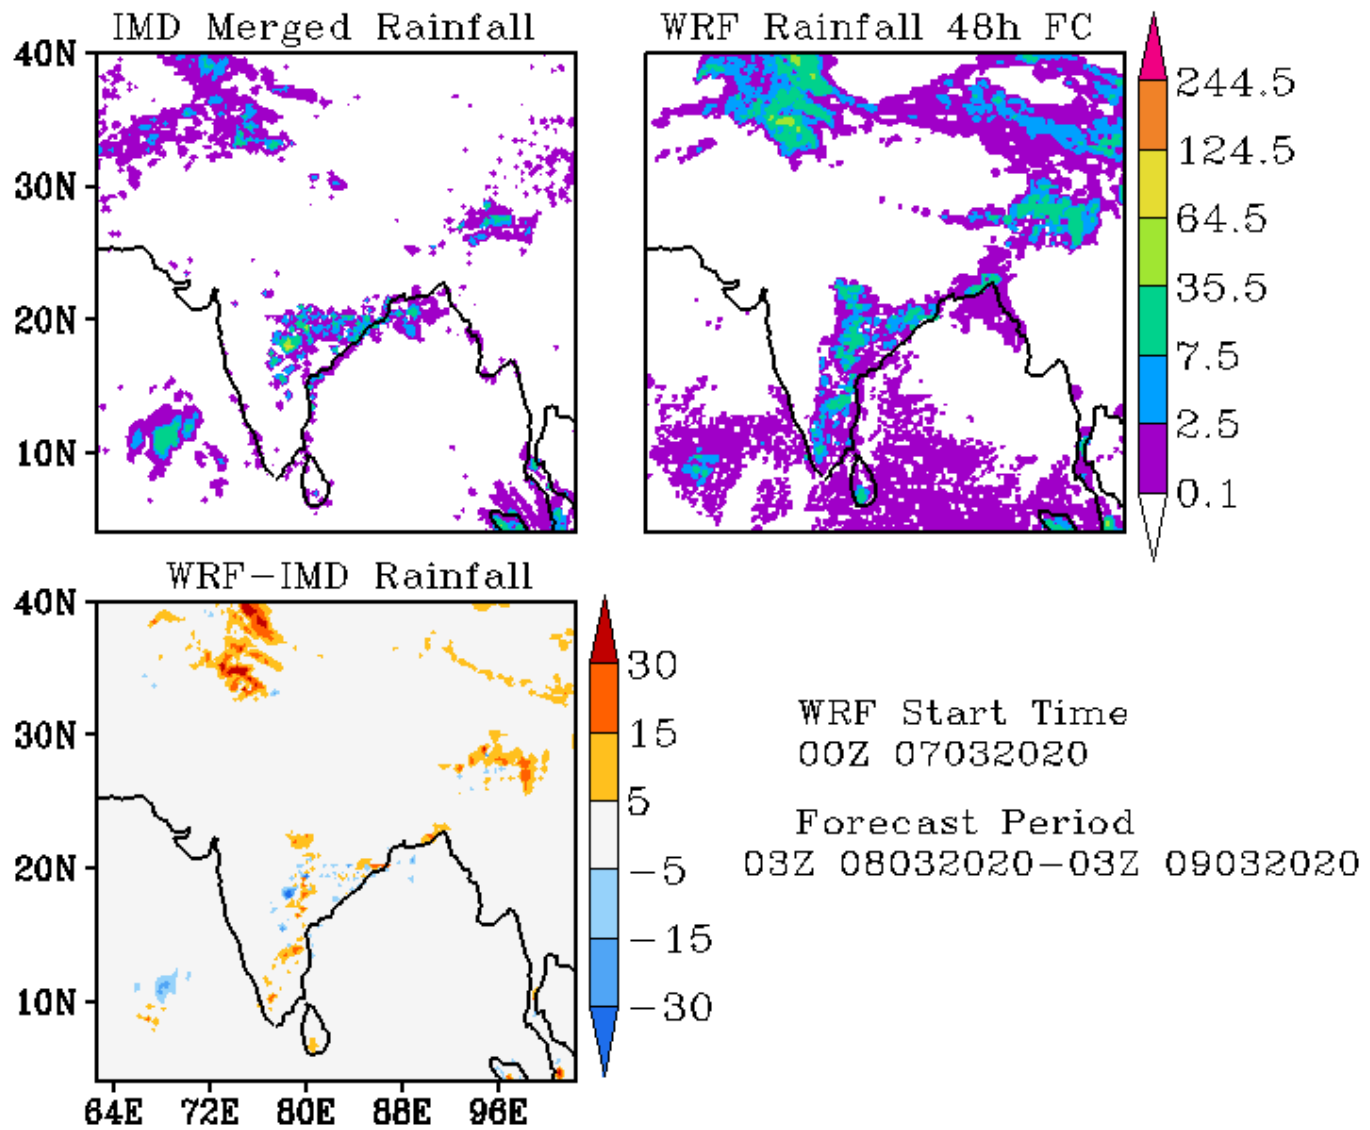 IMD Merged Rainfall
WRF Rainfall 48h FC
40N
30N
20N
10N
244.5
124.5
64.5
35.5
7.5
2.5
0.1
WRF-IMD Rainfall
40N
30N
20N
10N
64E 72E 80E 88E 96E
30
15
5
-5
-15
-30
WRF Start Time
00Z 07032020
Forecast Period
03Z 08032020-03Z 09032020